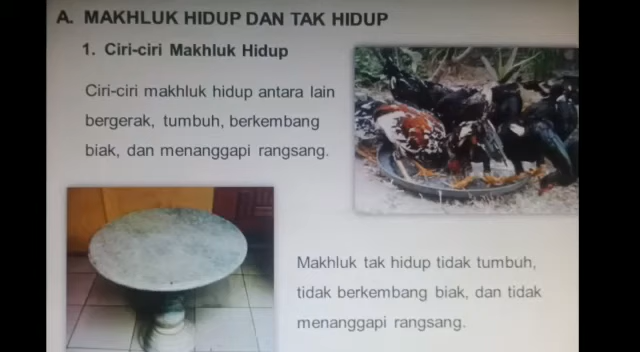 A. MAKHLUK HIDUP DAN TAK HIDUP
1. Ciri-ciri Makhluk Hidup
Ciri-ciri makhluk hidup antara lain
bergerak, tumbuh, berkembang
biak, dan menanggapi rangsang.
Makhluk tak hidup tidak tumbuh,
tidak berkembang biak, dan tidak
menanggapi rangsang.